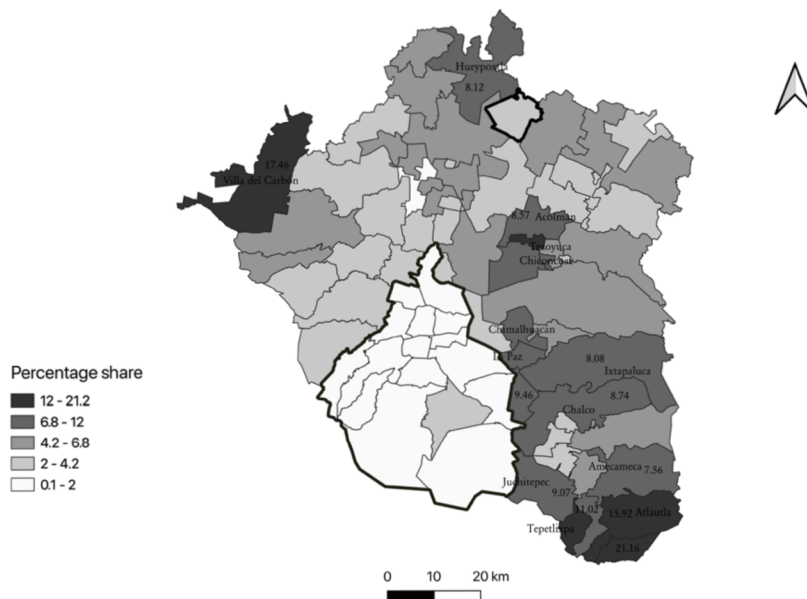 Hueypoxtla
8.12
17.46
Villa del Carbón
8.57 Acolman
Tezoyuca
Chiconcuac
Chimalhuacán
La Paz
8.08
Ixtapaluca
9.46
8.74
Chalco
Amecameca 7.56
Juchitepec
9.07
11.02
15.92 Atlautla
Tepetlixpa
21.16
Percentage share
12 - 21.2
6.8 - 12
4.2 - 6.8
2 - 4.2
0.1 - 2
0 10 20 km